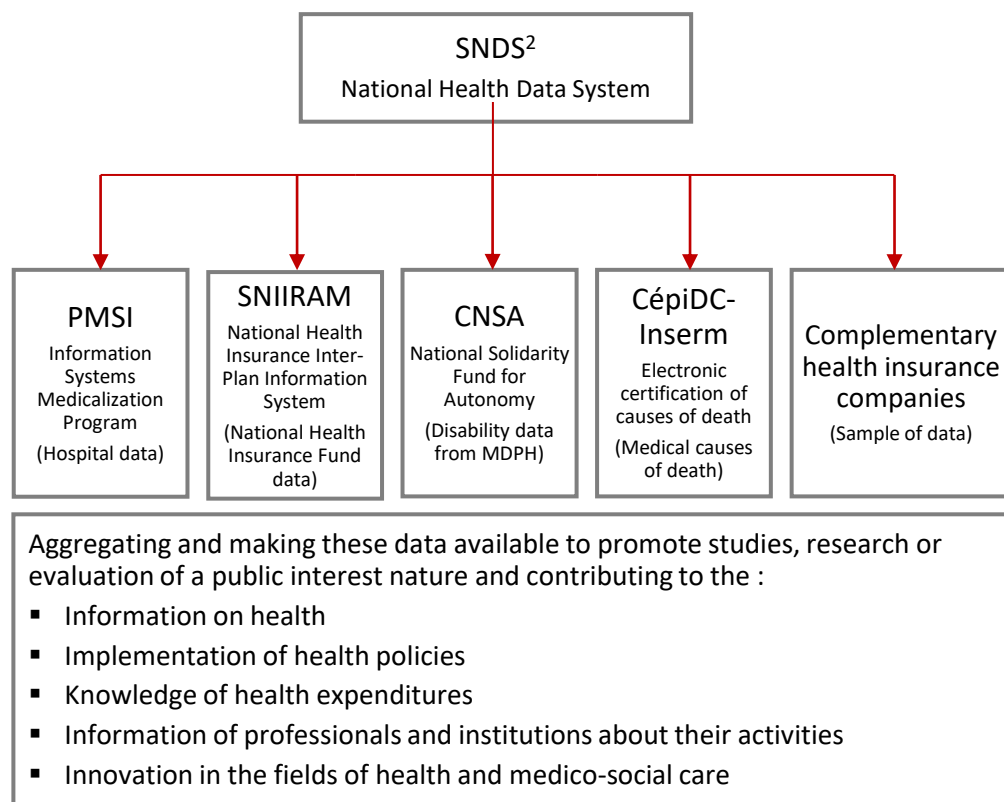 SNDS²
National Health Data System
PMSI
Information
Systems
Medicalization
Program
(Hospital data)
SNIIRAM
National Health
Insurance Inter-
Plan Information
System
(National Health
Insurance Fund
data)
CNSA
National Solidarity
Fund for
Autonomy
(Disability data
from MDPH)
CépiDC-
Inserm
Electronic
certification of
causes of death
(Medical causes
of death)
Complementary
health insurance
companies
(Sample of data)
Aggregating and making these data available to promote studies, research or
evaluation of a public interest nature and contributing to the :
▪ Information on health
▪ Implementation of health policies
▪ Knowledge of health expenditures
▪ Information of professionals and institutions about their activities
▪ Innovation in the fields of health and medico-social care